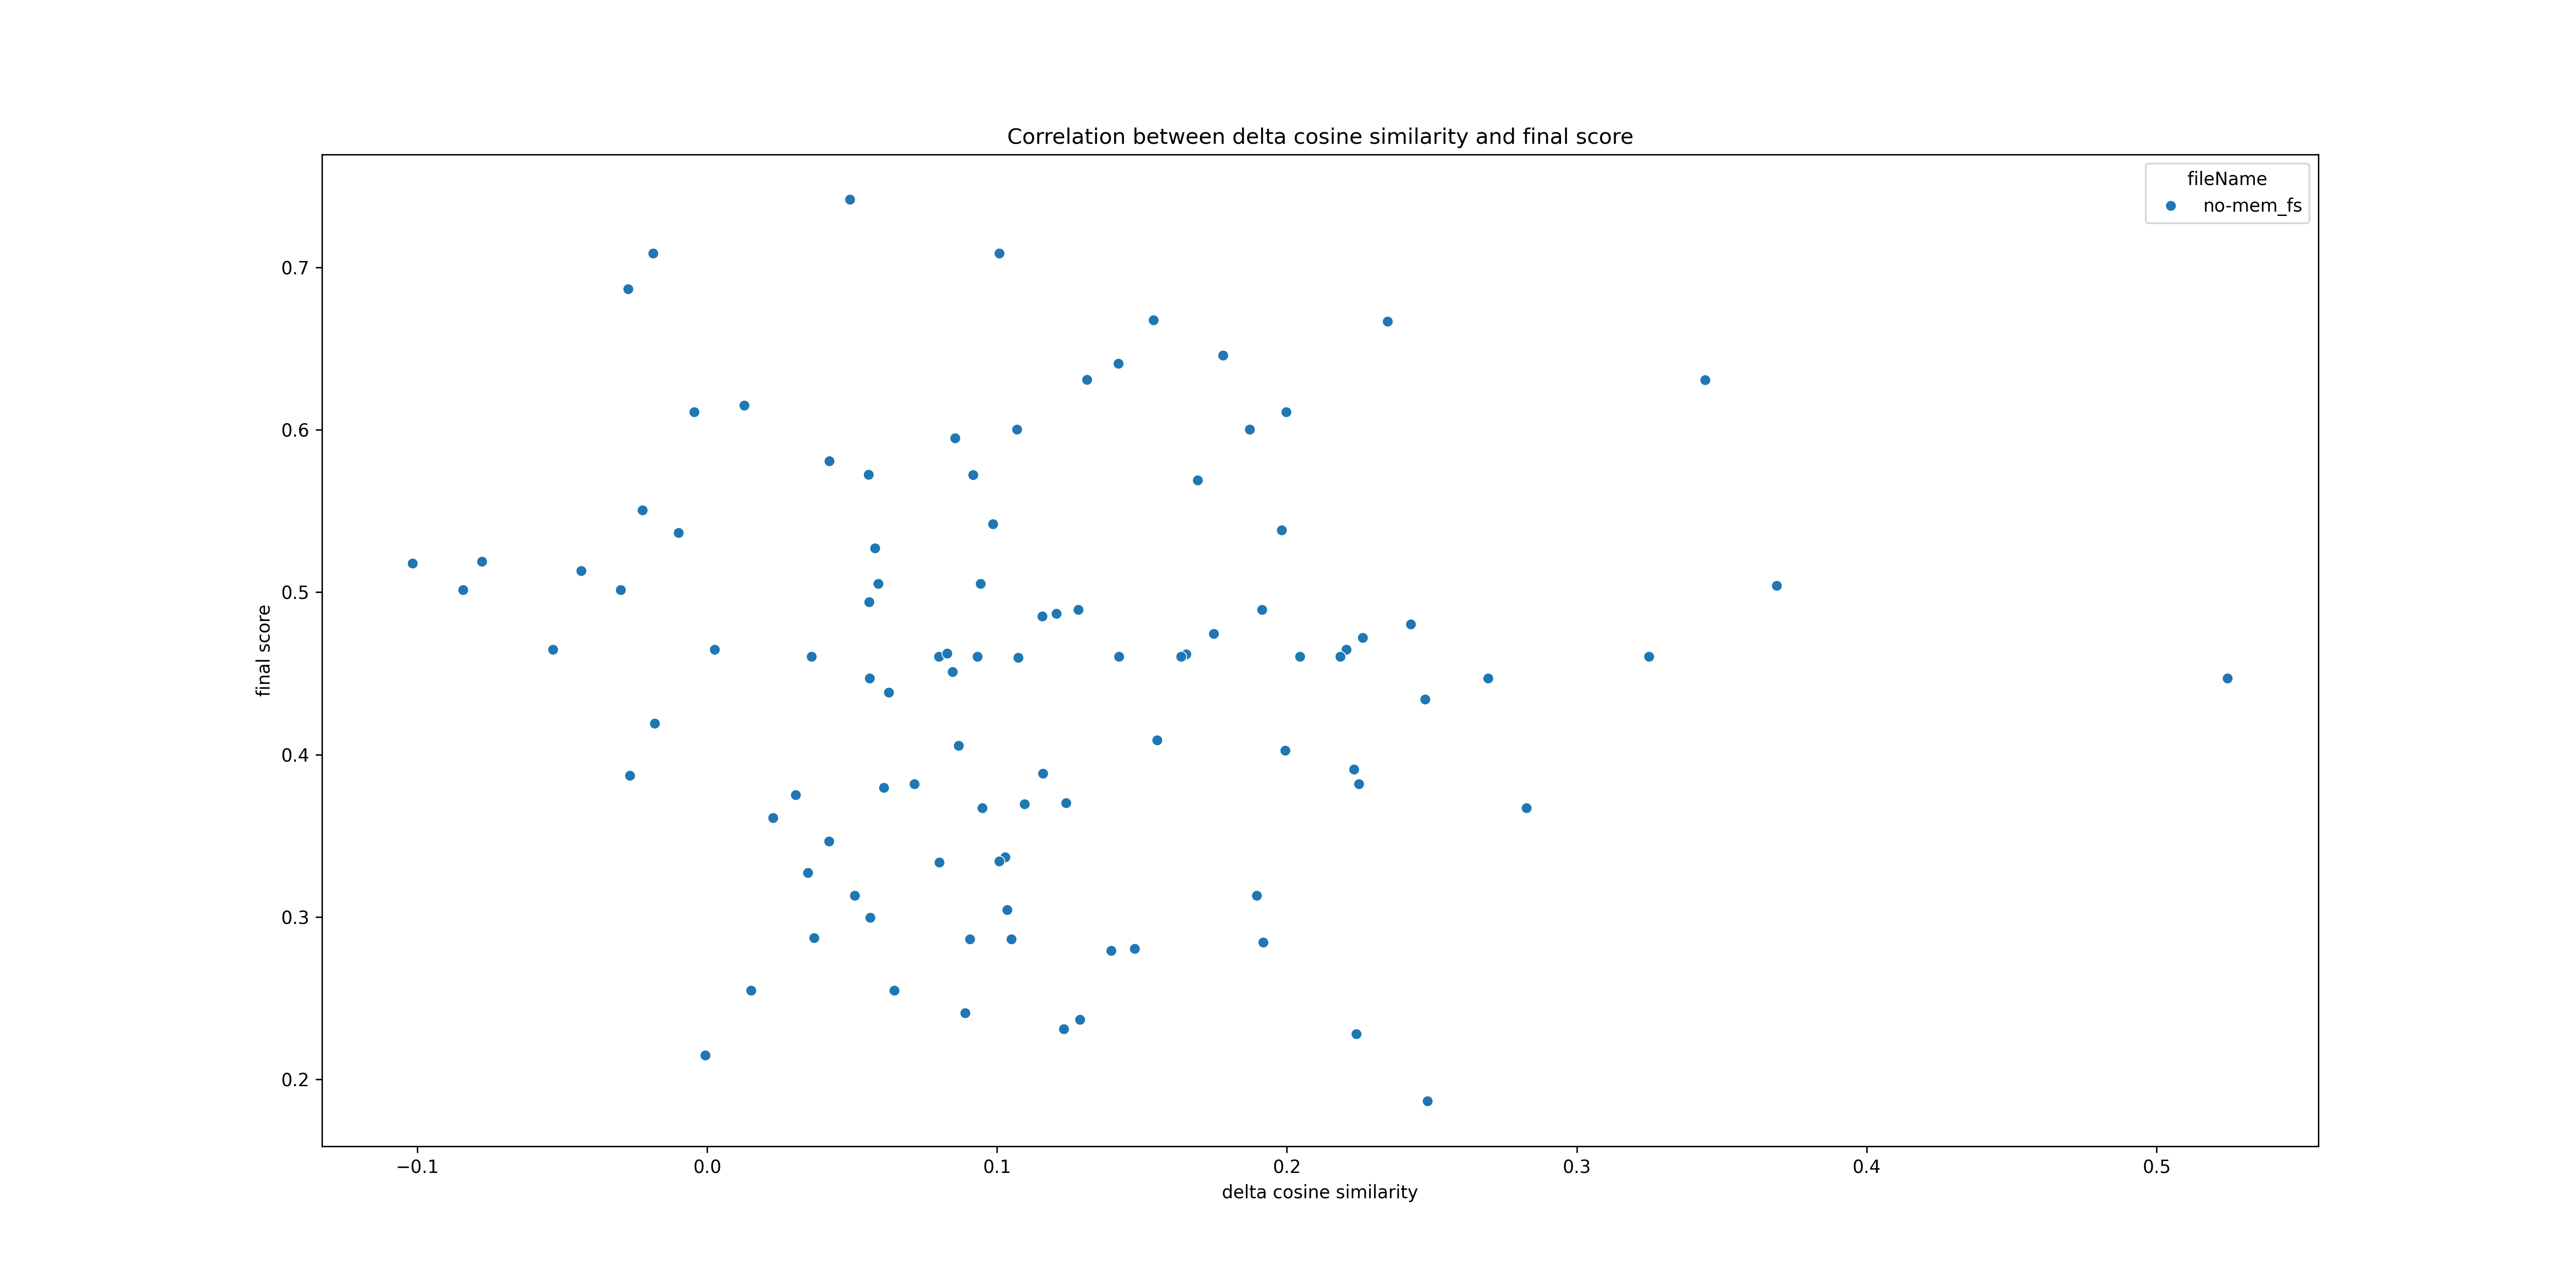 Correlation between delta cosine similarity and final score
fileName
no-mem_fs
final score
0.7
0.6
0.5
0.4
0.3
0.2
−0.1 0.0 0.1 0.2 0.3 0.4 0.5
delta cosine similarity